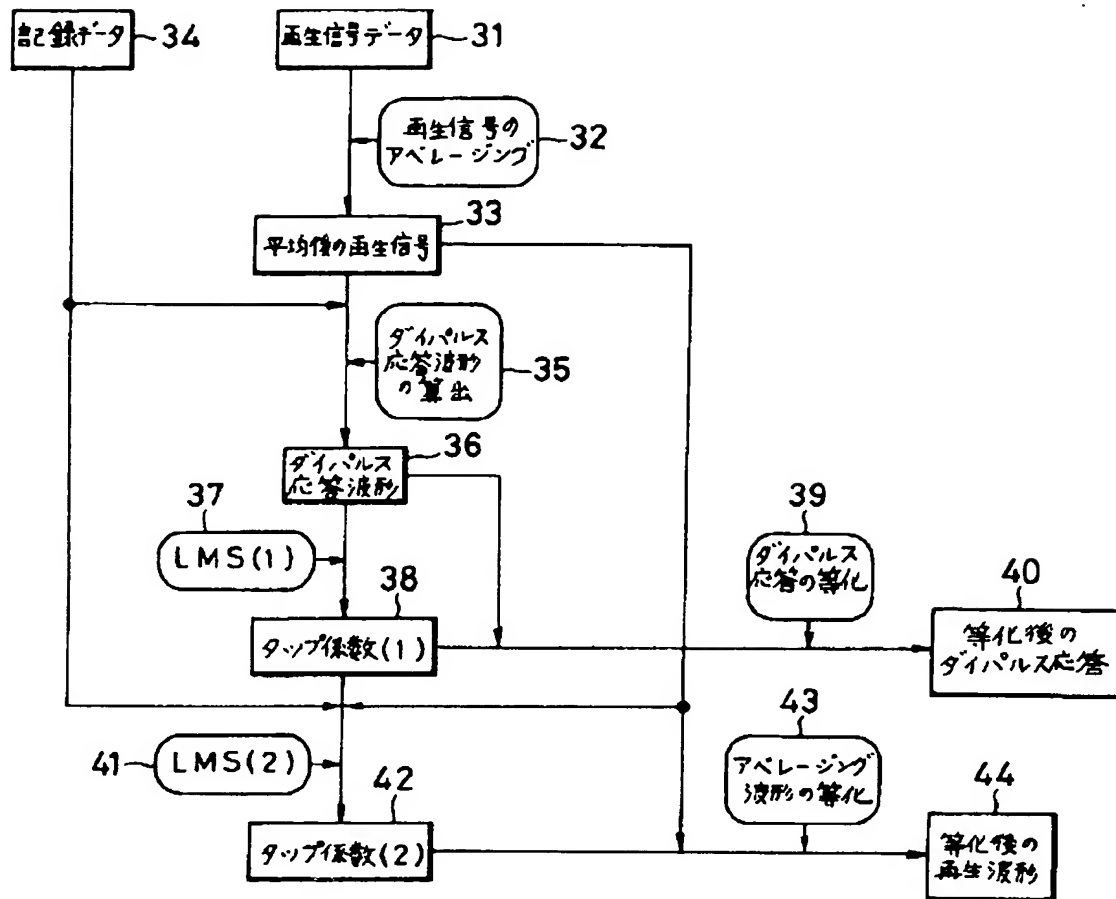 記録データ 34
再生信号データ 31
再生信号の
アベレージング
32
33
平均後の再生信号
ダイパルス
応答波形
の算出
35
36
ダイパルス
応答波形
37
LMS(1)
38
タップ係数(1)
39
ダイパルス
応答の等化
40
等化後の
ダイパルス応答
41 LMS(2)
42
タップ係数(2)
43
アベレージング
波形の等化
44
等化後の
再生波形